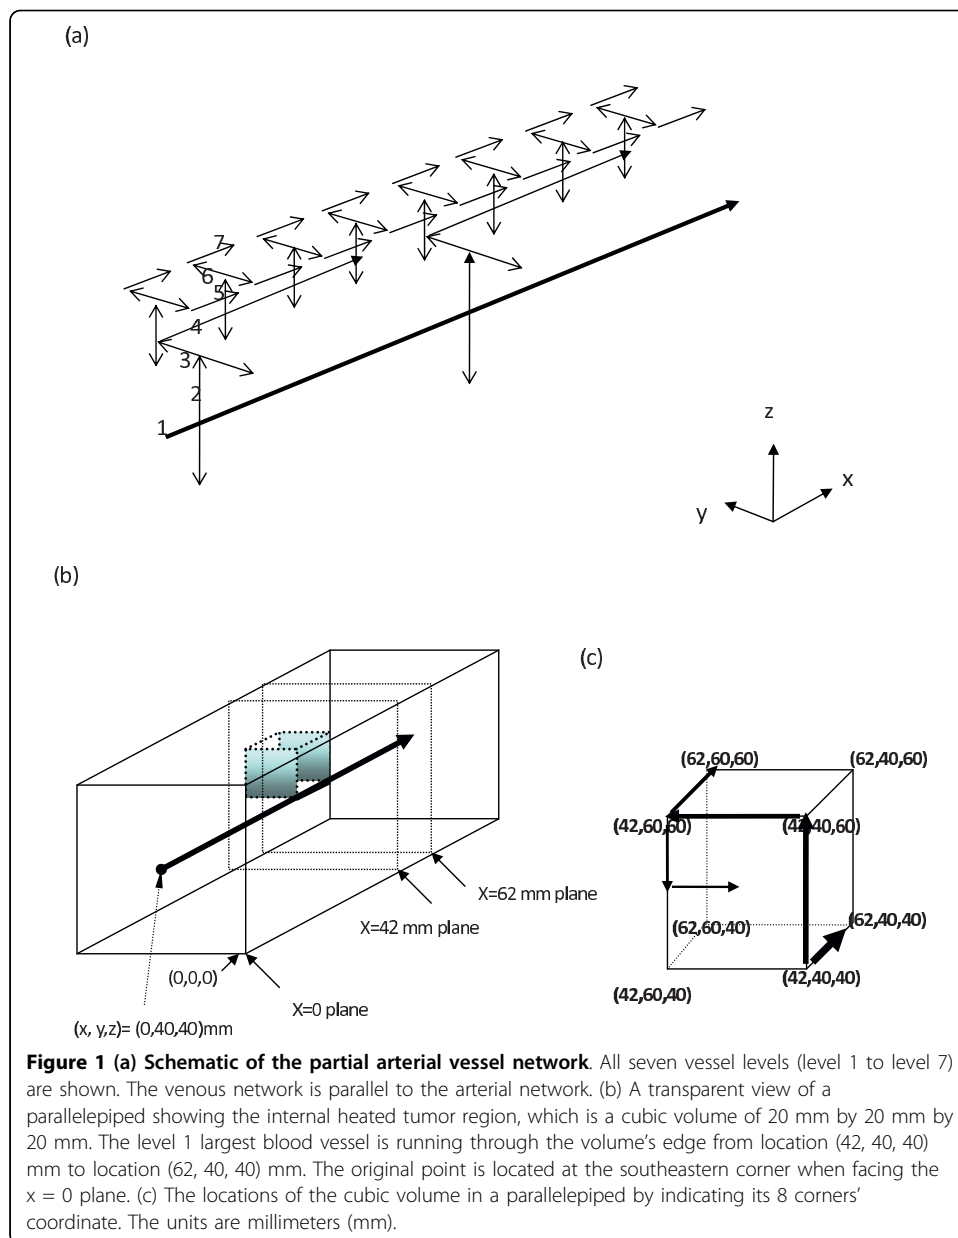 (a)
7
6
5
4
3
2
1
z
x
y
(b)
(c)
(62,60,60)
(62,40,60)
(42,60,60)
(42,40,60)
X=62 mm plane
(62,60,40)
(62,40,40)
X=42 mm plane
(0,0,0)
(42,40,40)
(42,60,40)
X=0 plane
(x, y,z)= (0,40,40)mm
Figure 1 (a) Schematic of the partial arterial vessel network. All seven vessel levels (level 1 to level 7)
are shown. The venous network is parallel to the arterial network. (b) A transparent view of a
parallelepiped showing the internal heated tumor region, which is a cubic volume of 20 mm by 20 mm by
20 mm. The level 1 largest blood vessel is running through the volume's edge from location (42, 40, 40)
mm to location (62, 40, 40) mm. The original point is located at the southeastern corner when facing the
x = 0 plane. (c) The locations of the cubic volume in a parallelepiped by indicating its 8 corners'
coordinate. The units are millimeters (mm).